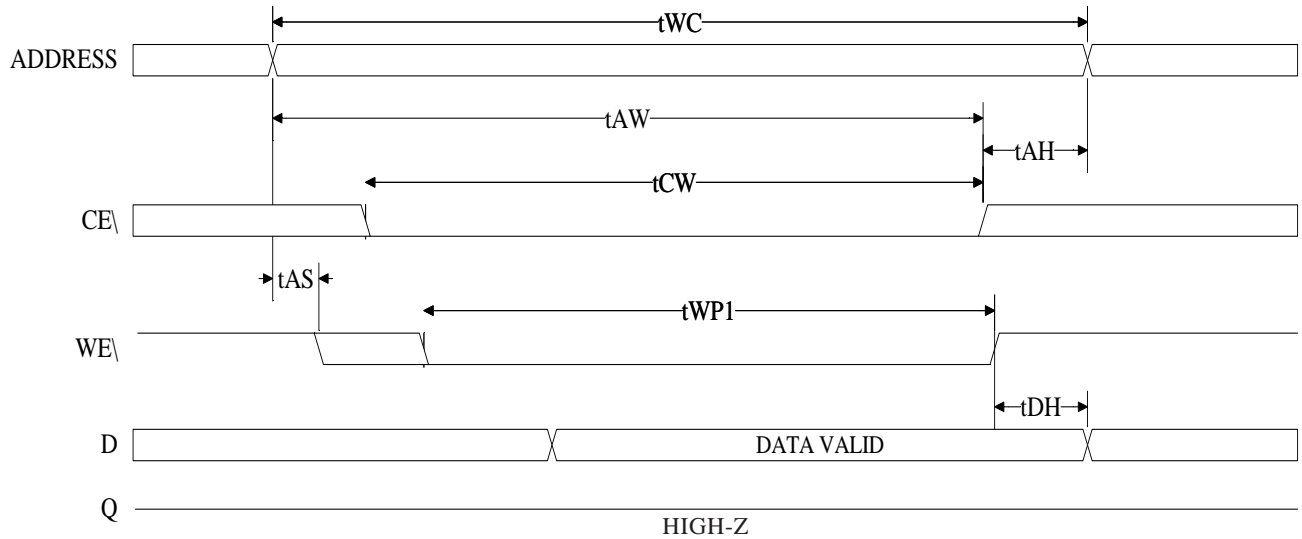 tWC
ADDRESS
tAW
tAH
tCW
CE\
tAS
tWP1
WE\
tDH
D
DATA VALID
Q
HIGH-Z